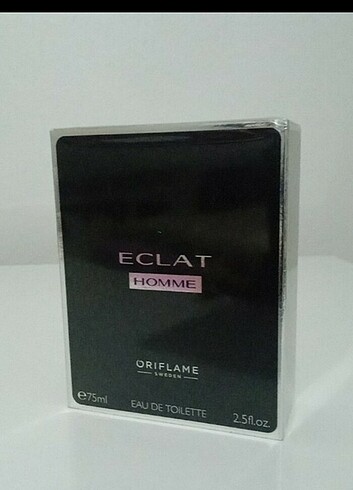 ECLAT
HOMME
ORIFLAME
SWEDEN
℮75ml EAU DE TOILETTE 2.5fl.oz.